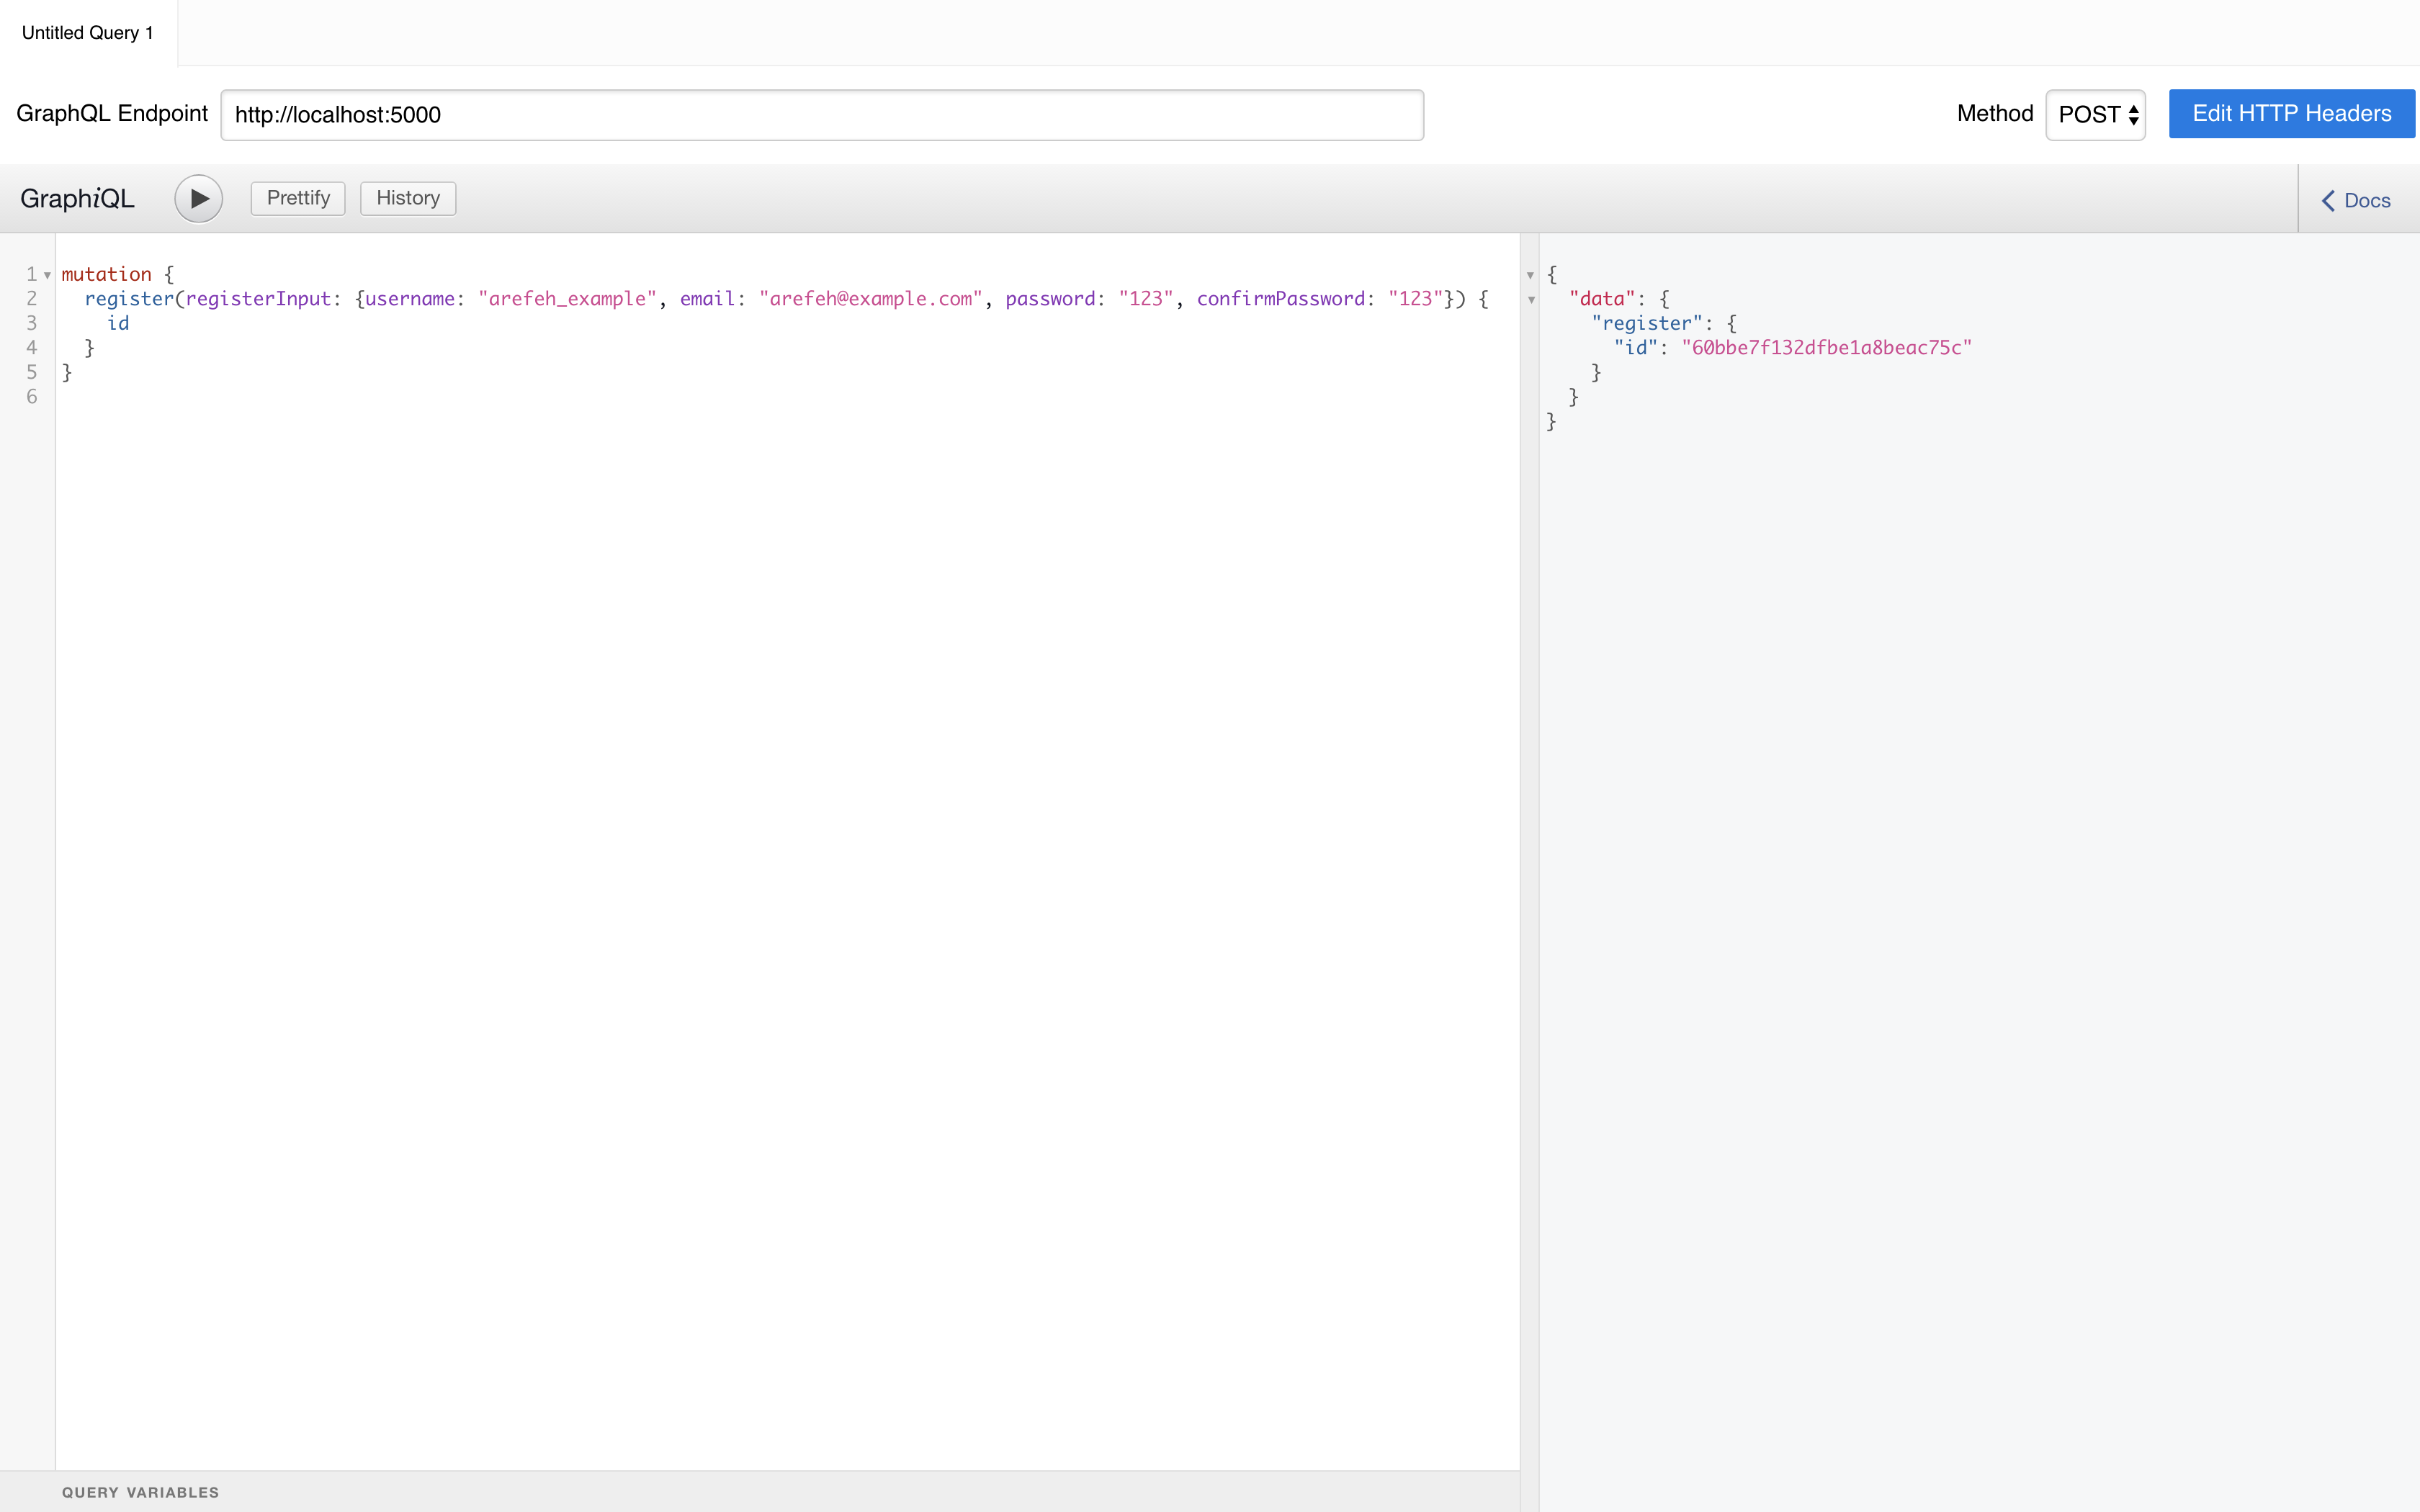 Untitled Query 1
GraphQL Endpoint http://localhost:5000 Method POST Edit HTTP Headers
GraphiQL Prettify History Docs
1 mutation {
2 register(registerInput: {username: "arefeh_example", email: "arefeh@example.com", password: "123", confirmPassword: "123"}) {
3 id
4 }
5 }
6
{
"data": {
"register": {
"id": "60bbe7f132dfbe1a8beac75c"
}
}
}
QUERY VARIABLES